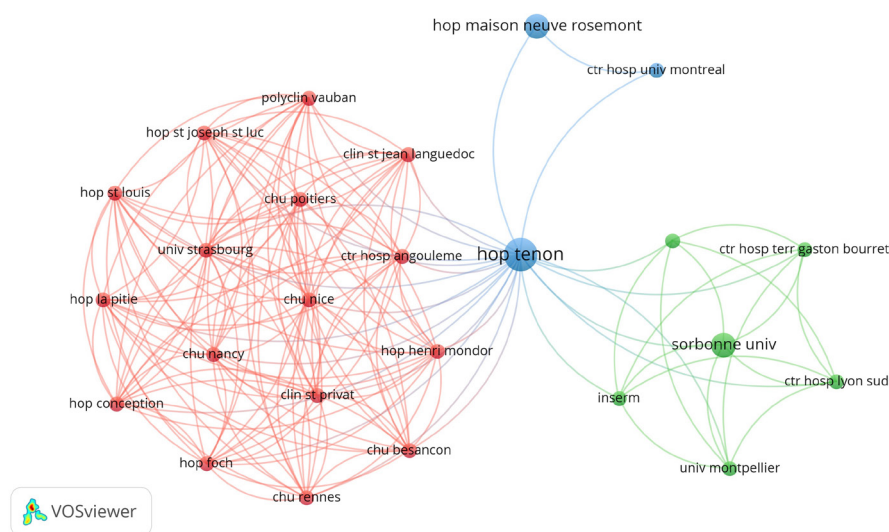 hop maison neuve rosemont
ctr hosp univ montreal
polyclin vauban
hop st joseph st luc
clin st jean languedoc
hop st louis
chu poitiers
univ strasbourg
ctr hosp angouleme
hop tenon
ctr hosp terr gaston bourret
hop la pitie
chu nice
chu nancy
hop henri mondor
sorbonne univ
ctr hosp lyon sud
hop conception
clin st privat
inserm
hop foch
chu besancon
univ montpellier
chu rennes
VOSviewer